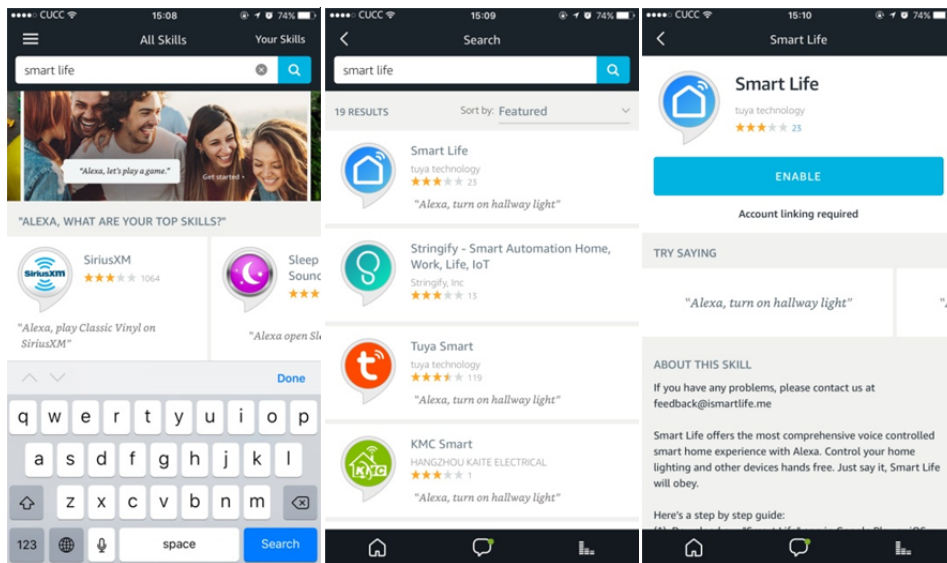 CUCC 15:08 74%
All Skills Your Skills
smart life
"Alexa, let's play a game."
Get started
"ALEXA, WHAT ARE YOUR TOP SKILLS?"
SiriusXM
SiriusXM
1064
"Alexa, play Classic Vinyl on
SiriusXM"
Sleep
Sound
"Alexa open Sle
Done
q w e r t y u i o p
a s d f g h j k l
z x c v b n m
123 space Search
CUCC 15:09 74%
Search
smart life
19 RESULTS Sort by: Featured
Smart Life
tuya technology
23
"Alexa, turn on hallway light"
Stringify - Smart Automation Home,
Work, Life, IoT
Stringify, Inc
13
Tuya Smart
tuya technology
119
"Alexa, turn on hallway light"
KMC
KMC Smart
HANGZHOU KAITE ELECTRICAL
1
"Alexa, turn on hallway light"
CUCC 15:10 74%
Smart Life
Smart Life
tuya technology
23
ENABLE
Account linking required
TRY SAYING
"Alexa, turn on hallway light"
ABOUT THIS SKILL
If you have any problems, please contact us at
feedback@ismartlife.me
Smart Life offers the most comprehensive voice controlled
smart home experience with Alexa. Control your home
lighting and other devices hands free. Just say it, Smart Life
will obey.
Here's a step by step guide: